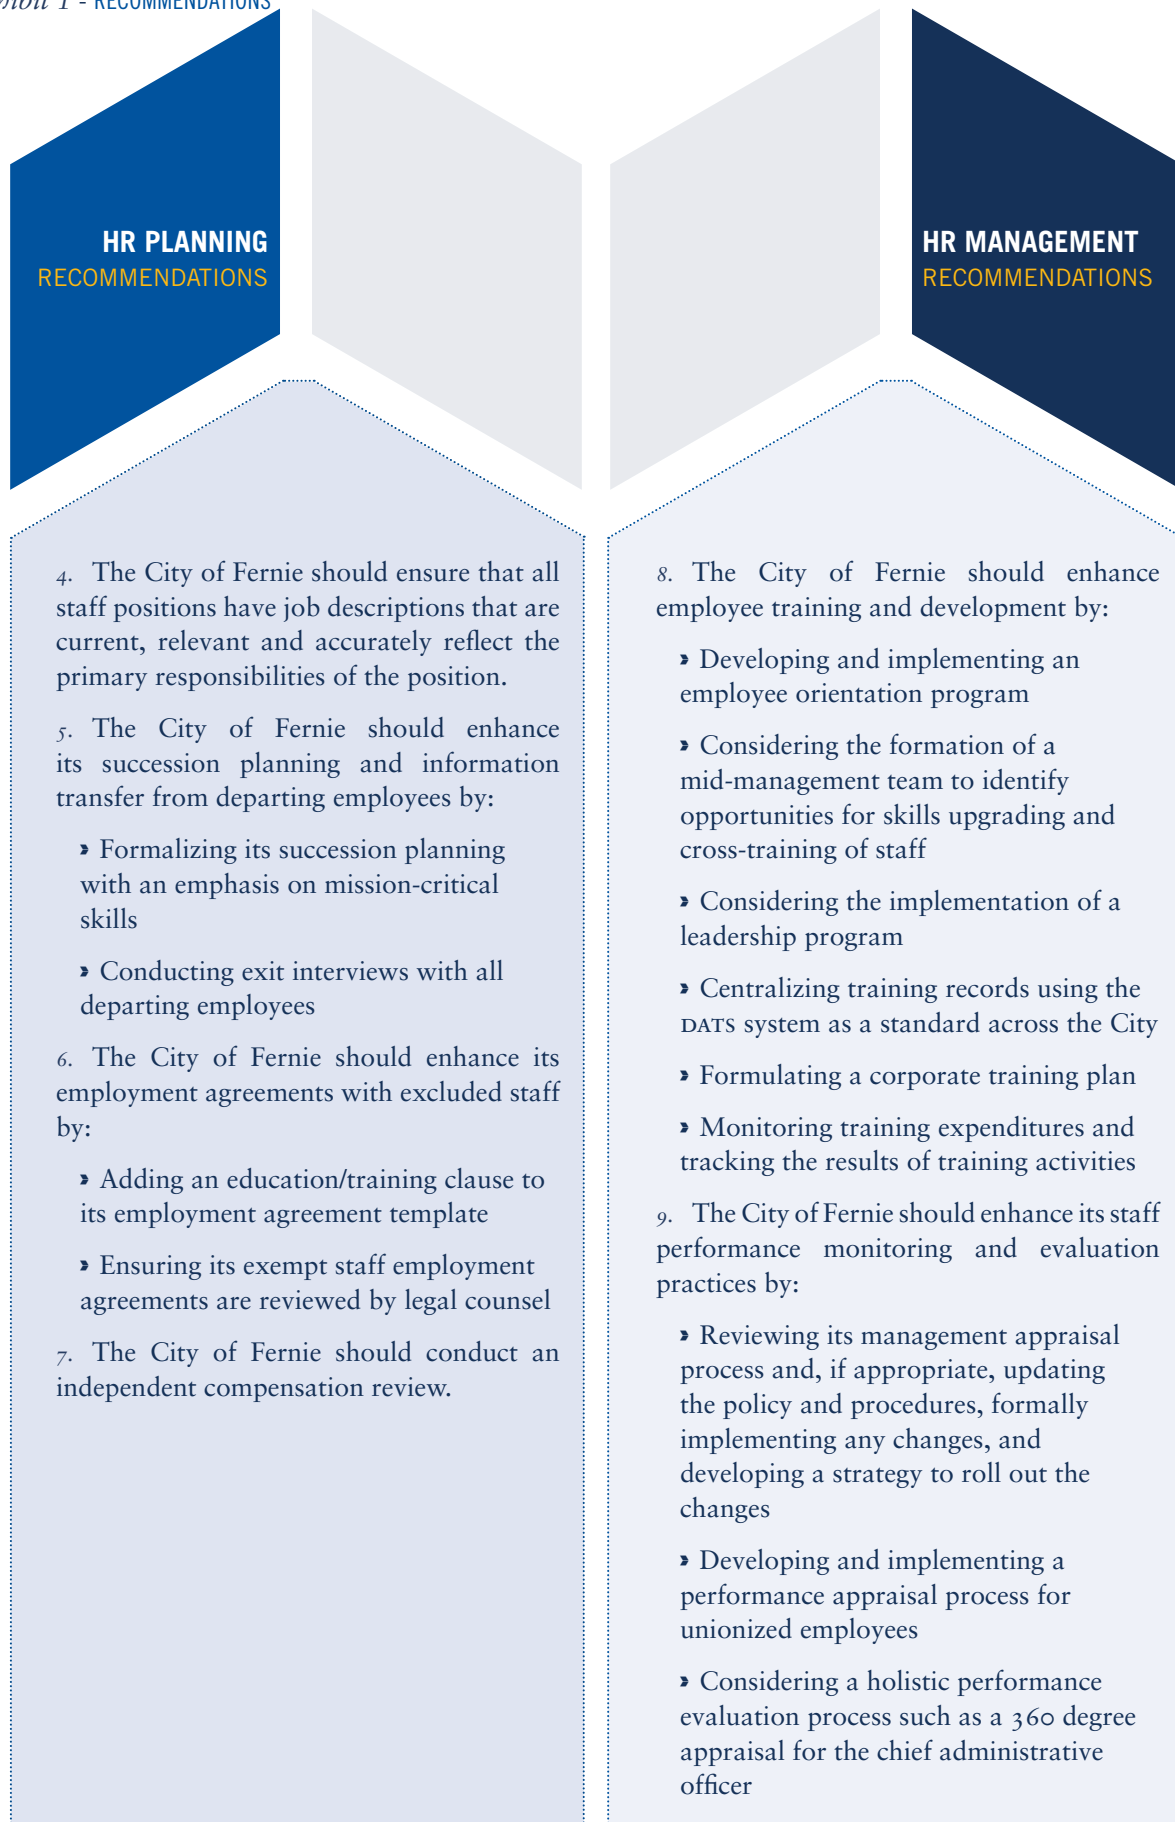 1 - RECOMMENDATIONS
HR PLANNING
RECOMMENDATIONS
4. The City of Fernie should ensure that all
staff positions have job descriptions that are
current, relevant and accurately reflect the
primary responsibilities of the position.
5. The City of Fernie should enhance
its succession planning and information
transfer from departing employees by:
Formalizing its succession planning
with an emphasis on mission-critical
skills
Conducting exit interviews with all
departing employees
6. The City of Fernie should enhance its
employment agreements with excluded staff
by:
Adding an education/training clause to
its employment agreement template
Ensuring its exempt staff employment
agreements are reviewed by legal counsel
7. The City of Fernie should conduct an
independent compensation review.
HR MANAGEMENT
RECOMMENDATIONS
8. The City of Fernie should enhance
employee training and development by:
Developing and implementing an
employee orientation program
Considering the formation of a
mid-management team to identify
opportunities for skills upgrading and
cross-training of staff
Considering the implementation of a
leadership program
Centralizing training records using the
DATS system as a standard across the City
Formulating a corporate training plan
Monitoring training expenditures and
tracking the results of training activities
9. The City of Fernie should enhance its staff
performance monitoring and evaluation
practices by:
Reviewing its management appraisal
process and, if appropriate, updating
the policy and procedures, formally
implementing any changes, and
developing a strategy to roll out the
changes
Developing and implementing a
performance appraisal process for
unionized employees
Considering a holistic performance
evaluation process such as a 360 degree
appraisal for the chief administrative
officer